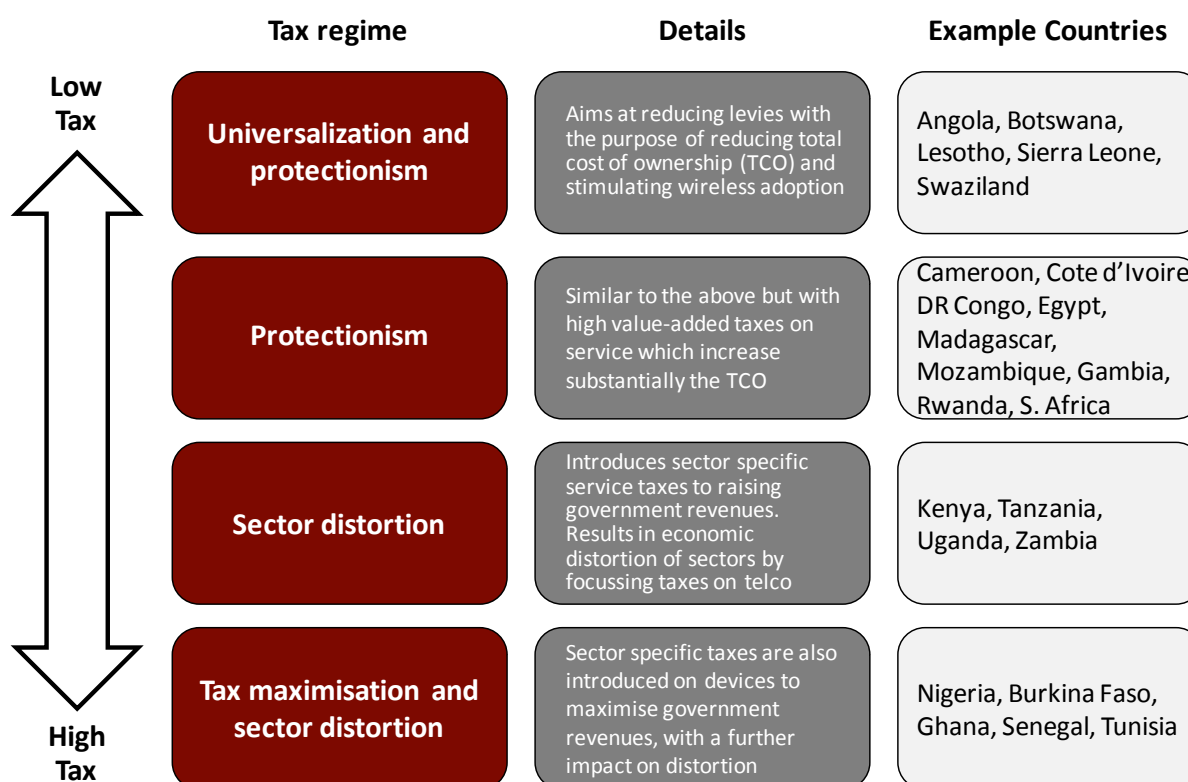 Tax regime
Details
Example Countries
Low
Tax
Universalization and
protectionism
Aims at reducing levies with
the purpose of reducing total
cost of ownership (TCO) and
stimulating wireless adoption
Angola, Botswana,
Lesotho, Sierra Leone,
Swaziland
Protectionism
Similar to the above but with
high value-added taxes on
service which increase
substantially the TCO
Cameroon, Cote d’Ivoire
DR Congo, Egypt,
Madagascar,
Mozambique, Gambia,
Rwanda, S. Africa
Sector distortion
Introduces sector specific
service taxes to raising
government revenues.
Results in economic
distortion of sectors by
focussing taxes on telco
Kenya, Tanzania,
Uganda, Zambia
Tax maximisation and
sector distortion
Sector specific taxes are also
introduced on devices to
maximise government
revenues, with a further
impact on distortion
Nigeria, Burkina Faso,
Ghana, Senegal, Tunisia
High
Tax